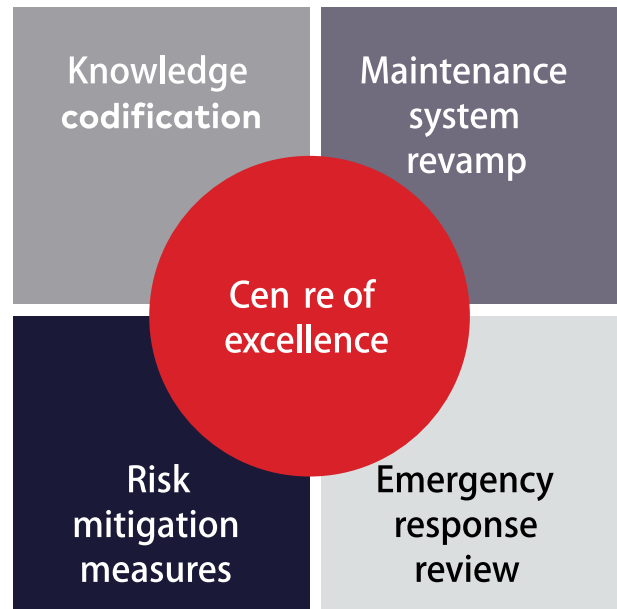 Knowledge
codification
Maintenance
system
revamp
Cen re of
excellence
Risk
mitigation
measures
Emergency
response
review